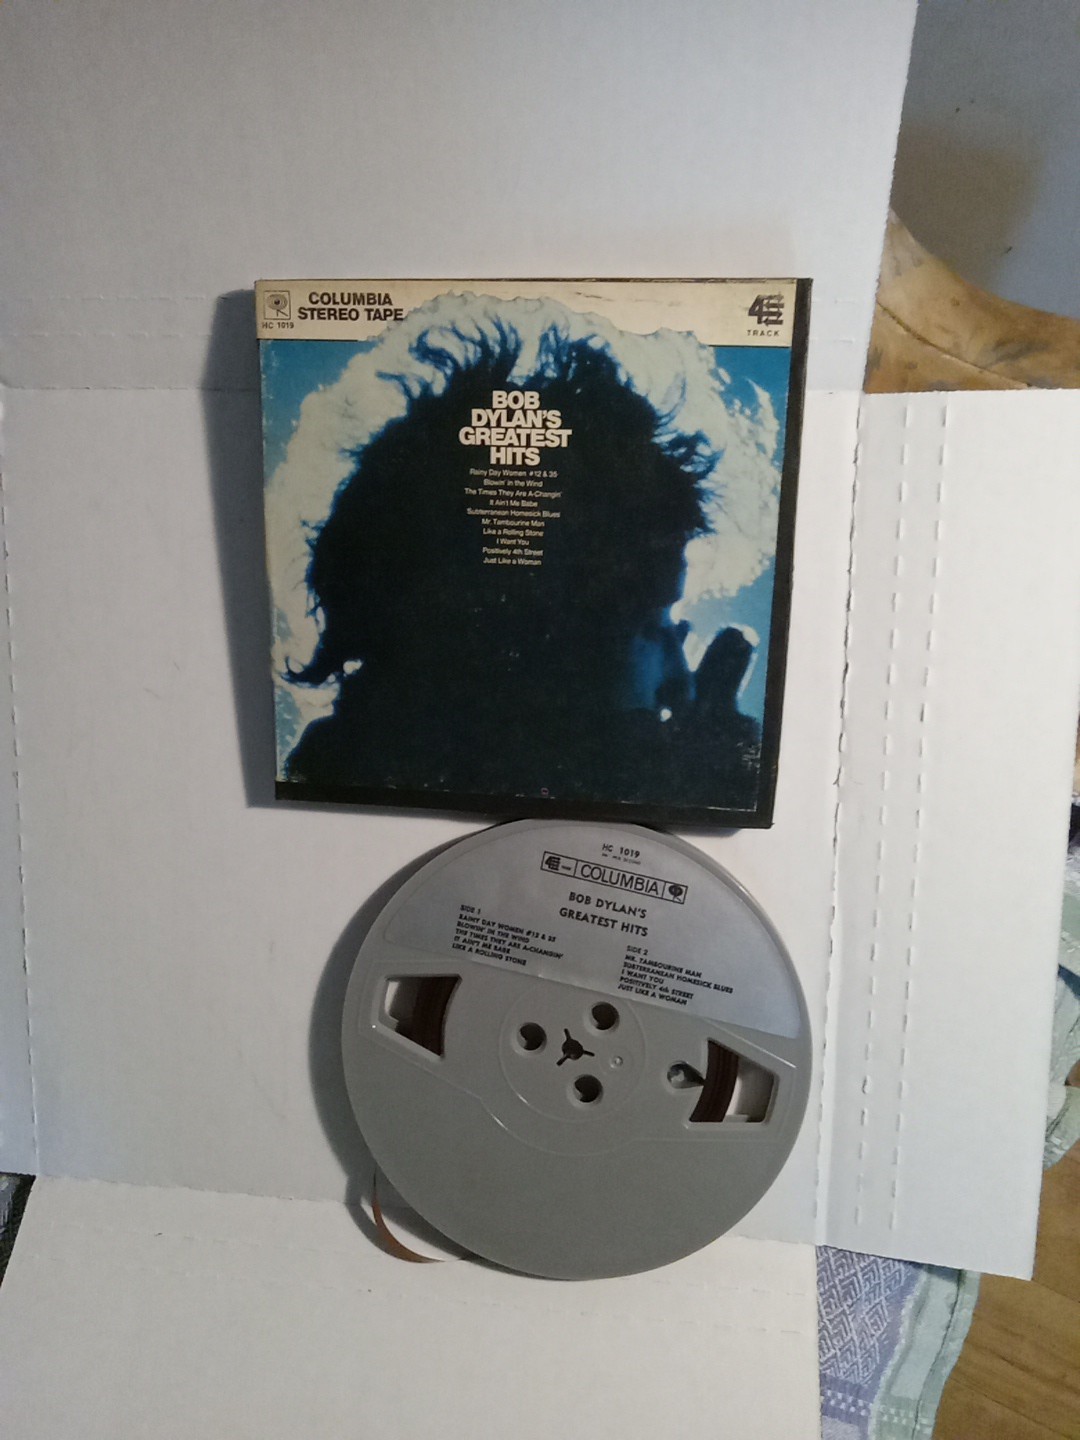 COLUMBIA
STEREO TAPE
HC 1019
4
TRACK
BOB
DYLAN'S
GREATEST
HITS
Rainy Day Women #12 & 35
Blowin' in the Wind
The Times They Are A-Changin'
It Ain't Me Babe
Subterranean Homesick Blues
Mr. Tambourine Man
Like a Rolling Stone
I Want You
Positively 4th Street
Just Like a Woman
HC 1019
4 COLUMBIA
BOB DYLAN'S
GREATEST HITS
SIDE 1
RAINY DAY WOMEN #12 & 35
BLOWIN' IN THE WIND
THE TIMES THEY ARE A-CHANGIN'
IT AIN'T ME BABE
LIKE A ROLLING STONE
SIDE 2
MR. TAMBOURINE MAN
SUBTERRANEAN HOMESICK BLUES
I WANT YOU
POSITIVELY 4th STREET
JUST LIKE A WOMAN